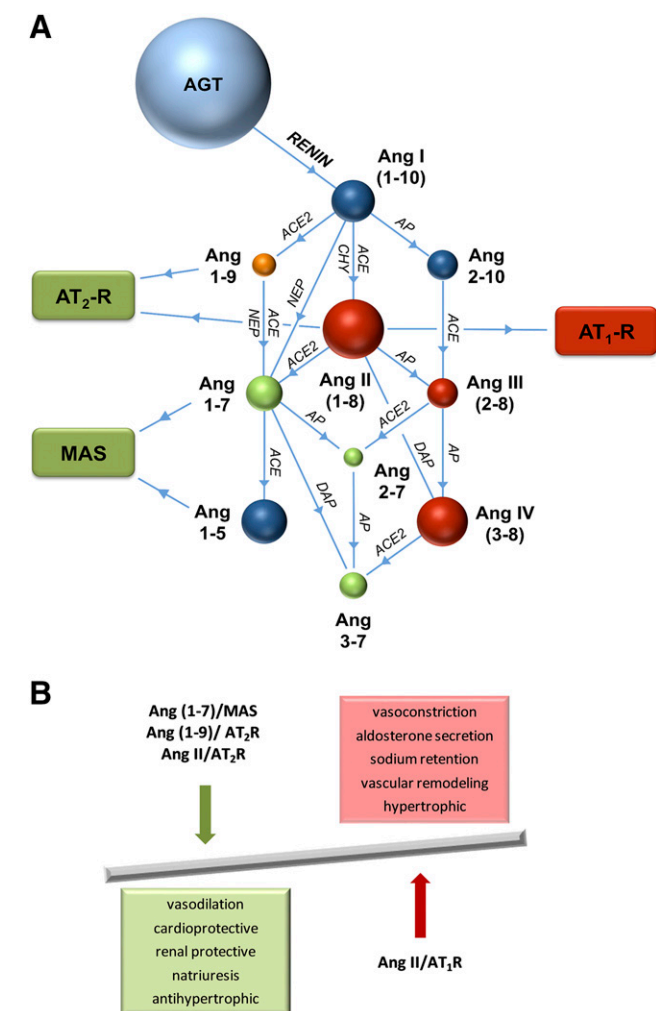 A
AGT
RENIN
Ang I
(1-10)
ACE2
ACE
CHY
AP
Ang
1-9
Ang
2-10
AT₂-R
NEP
ACE
NEP
ACE
AT₁-R
ACE2
AP
Ang II
(1-8)
Ang III
(2-8)
Ang
1-7
AP
ACE2
MAS
ACE
Ang
2-7
DAP
AP
Ang
1-5
DAP
AP
Ang IV
(3-8)
ACE2
Ang
3-7
B
Ang (1-7)/MAS
Ang (1-9)/ AT₂R
Ang II/AT₂R
vasoconstriction
aldosterone secretion
sodium retention
vascular remodeling
hypertrophic
vasodilation
cardioprotective
renal protective
natriuresis
antihypertrophic
Ang II/AT₁R